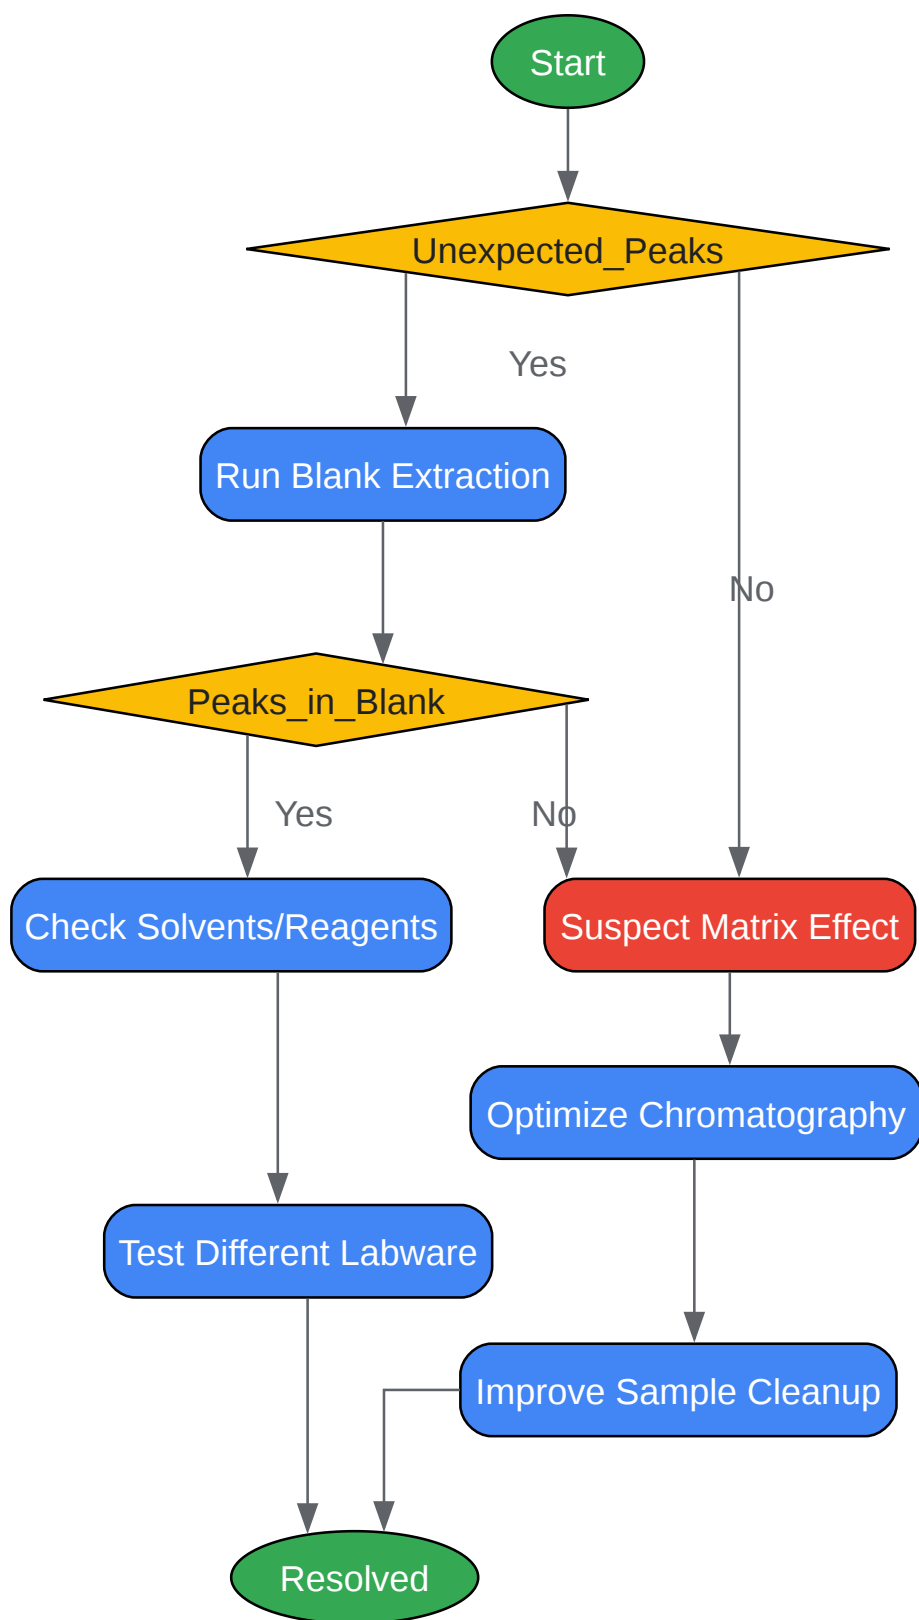 Start
Unexpected_Peaks
Yes
Run Blank Extraction
No
Peaks_in_Blank
Yes
No
Check Solvents/Reagents
Suspect Matrix Effect
Optimize Chromatography
Test Different Labware
Improve Sample Cleanup
Resolved